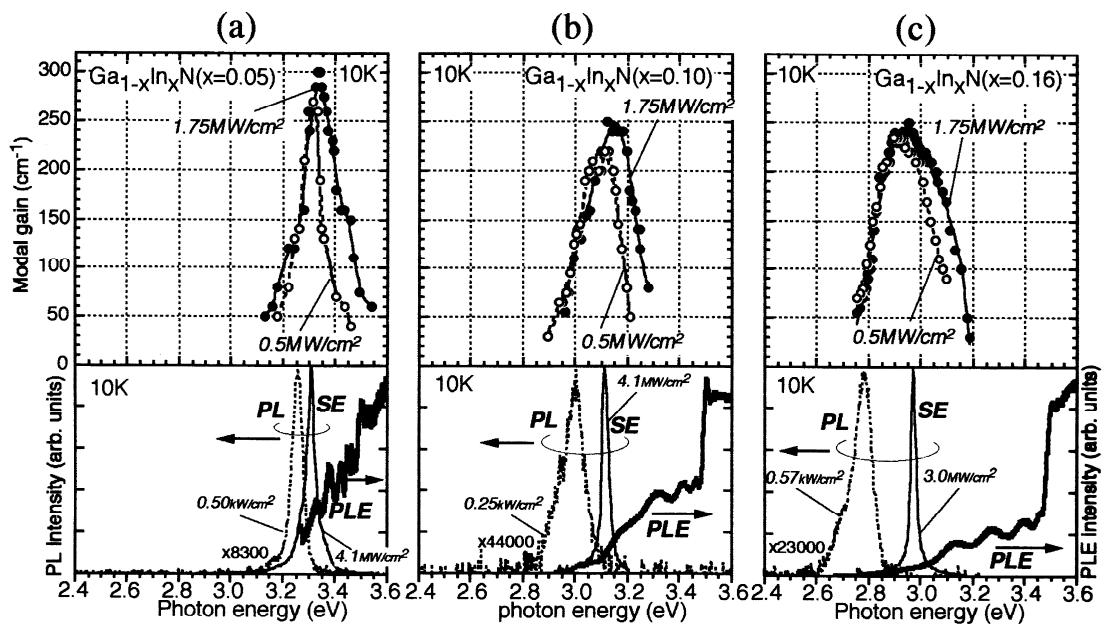 (a) (b) (c)
Ga1-xInxN(x=0.05) 10K
10K Ga1-xInxN(x=0.10)
10K Ga1-xInxN(x=0.16)
Modal gain (cm-1)
300
250
200
150
100
50
0
1.75MW/cm2
0.5MW/cm2
1.75MW/cm2
0.5MW/cm2
1.75MW/cm2
0.5MW/cm2
PL Intensity (arb. units)
10K
PL
SE
0.50kW/cm2
PLE
x8300
4.1MW/cm2
10K
4.1MW/cm2
PL
SE
0.25kW/cm2
PLE
x44000
10K
PL
SE
0.57kW/cm2
3.0MW/cm2
x23000
PLE
PLE Intensity (arb. units)
2.4 2.6 2.8 3.0 3.2 3.4 3.6
2.4 2.6 2.8 3.0 3.2 3.4 3.6
2.4 2.6 2.8 3.0 3.2 3.4 3.6
Photon energy (eV)
photon energy (eV)
Photon energy (eV)